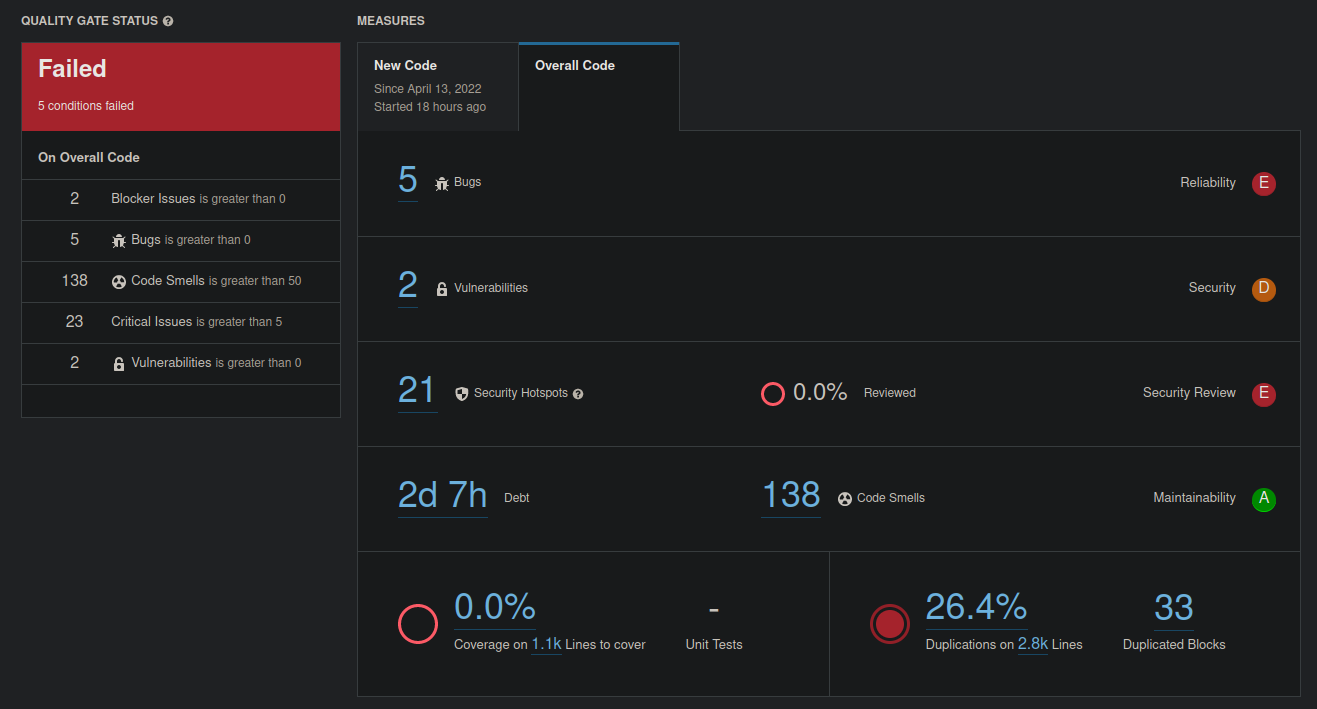 QUALITY GATE STATUS
Failed
5 conditions failed
On Overall Code
2 Blocker Issues is greater than 0
5 Bugs is greater than 0
138 Code Smells is greater than 50
23 Critical Issues is greater than 5
2 Vulnerabilities is greater than 0
MEASURES
New Code
Since April 13, 2022
Started 18 hours ago
Overall Code
5 Bugs Reliability E
2 Vulnerabilities Security D
21 Security Hotspots 0.0% Reviewed Security Review E
2d 7h Debt 138 Code Smells Maintainability A
0.0% - 26.4% 33
Coverage on 1.1k Lines to cover Unit Tests Duplications on 2.8k Lines Duplicated Blocks